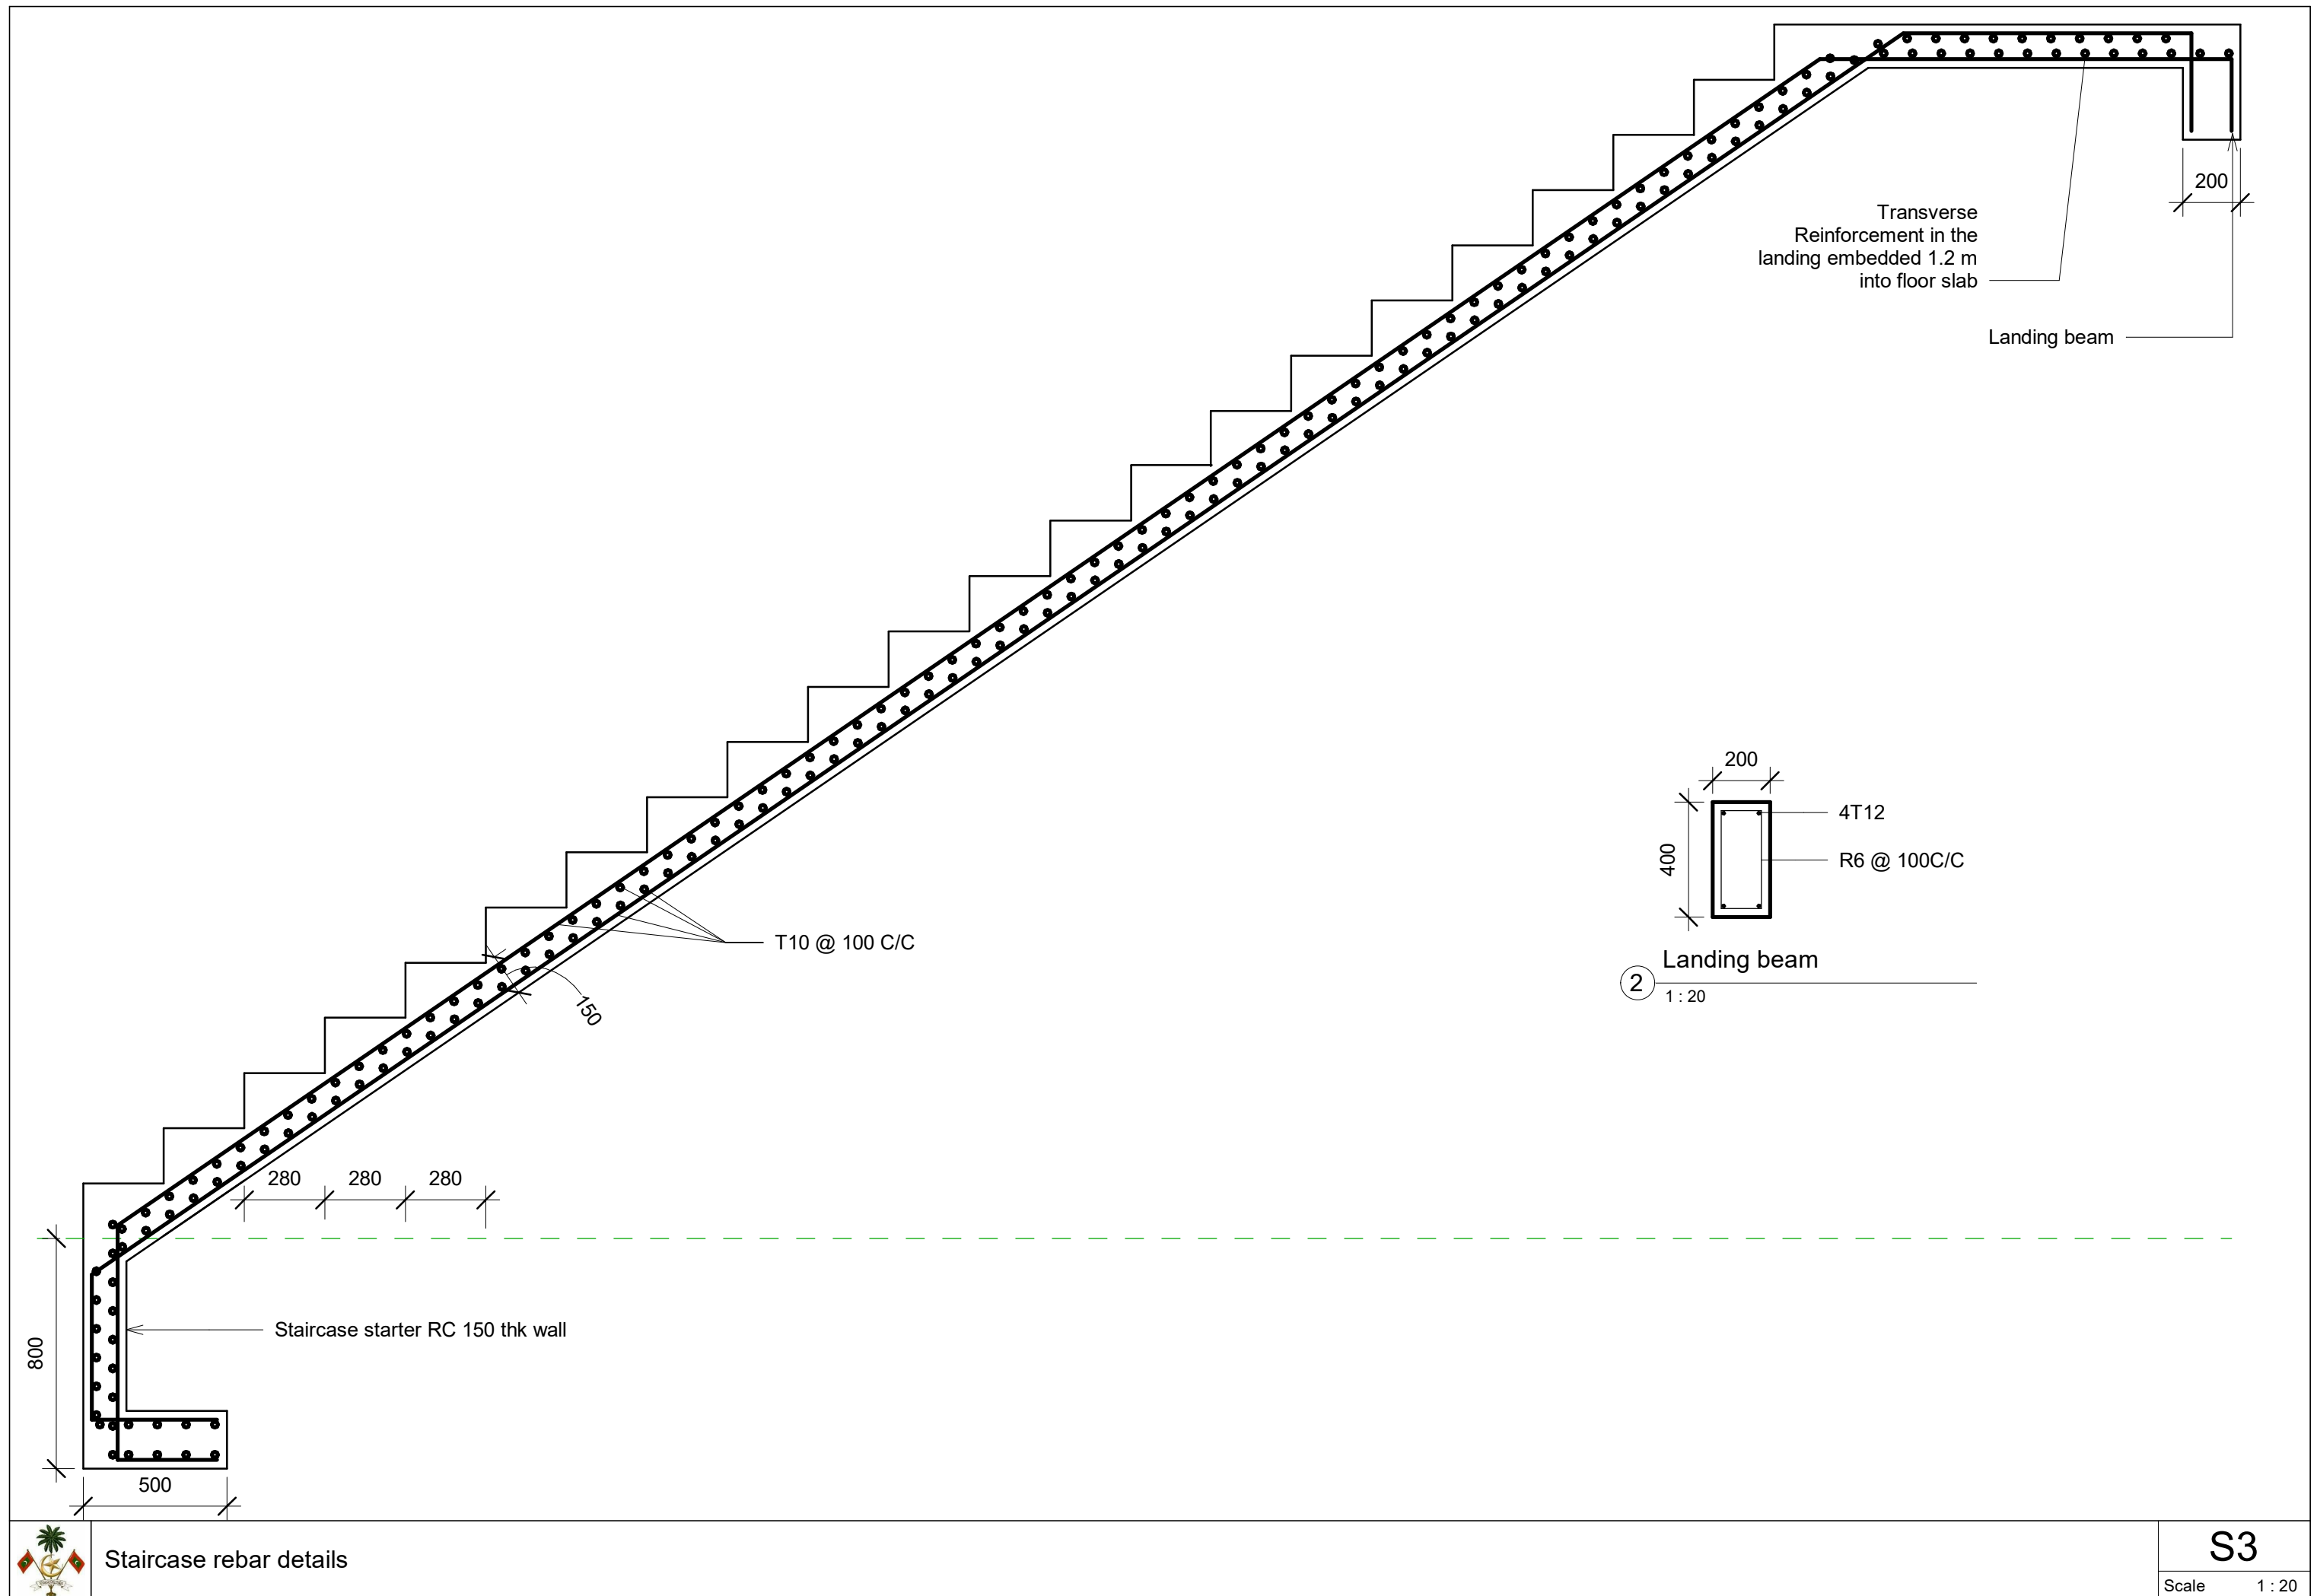 200
Transverse
Reinforcement in the
landing embedded 1.2 m
into floor slab
Landing beam
200
4T12
400
R6 @ 100C/C
T10 @ 100 C/C
Landing beam
2
1 : 20
150
280 280 280
Staircase starter RC 150 thk wall
800
500
Staircase rebar details
S3
Scale 1 : 20